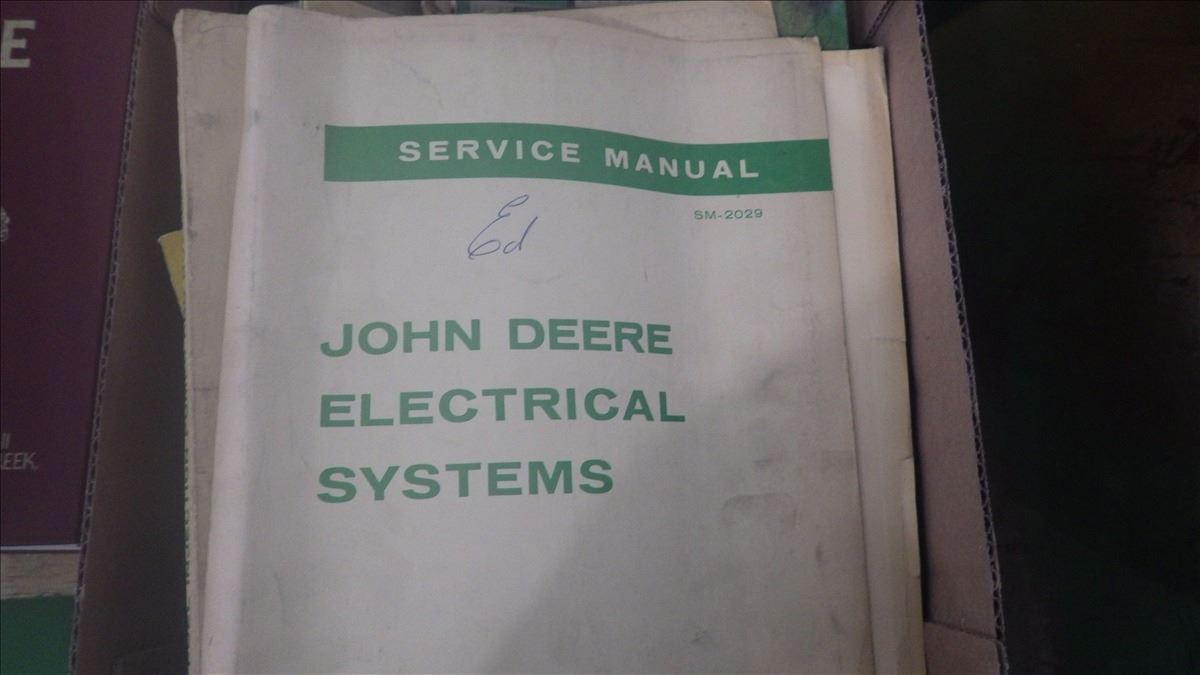 E
SERVICE MANUAL
SM-2029
Ed
JOHN DEERE
ELECTRICAL
SYSTEMS